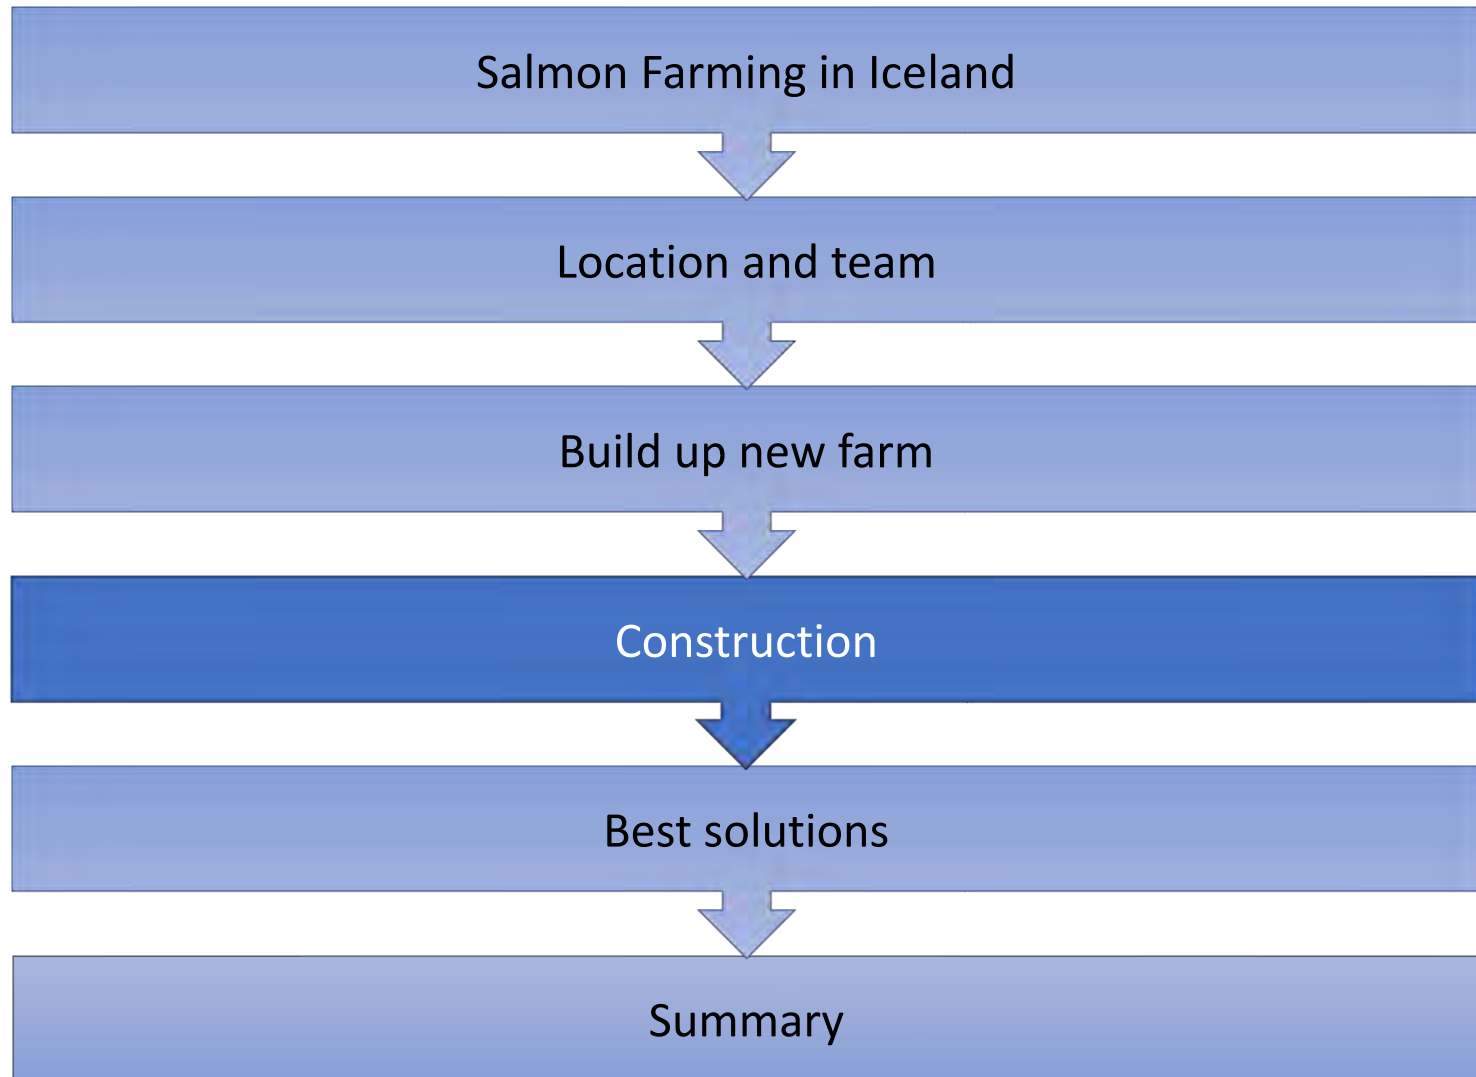 Salmon Farming in Iceland
Location and team
Build up new farm
Construction
Best solutions
Summary